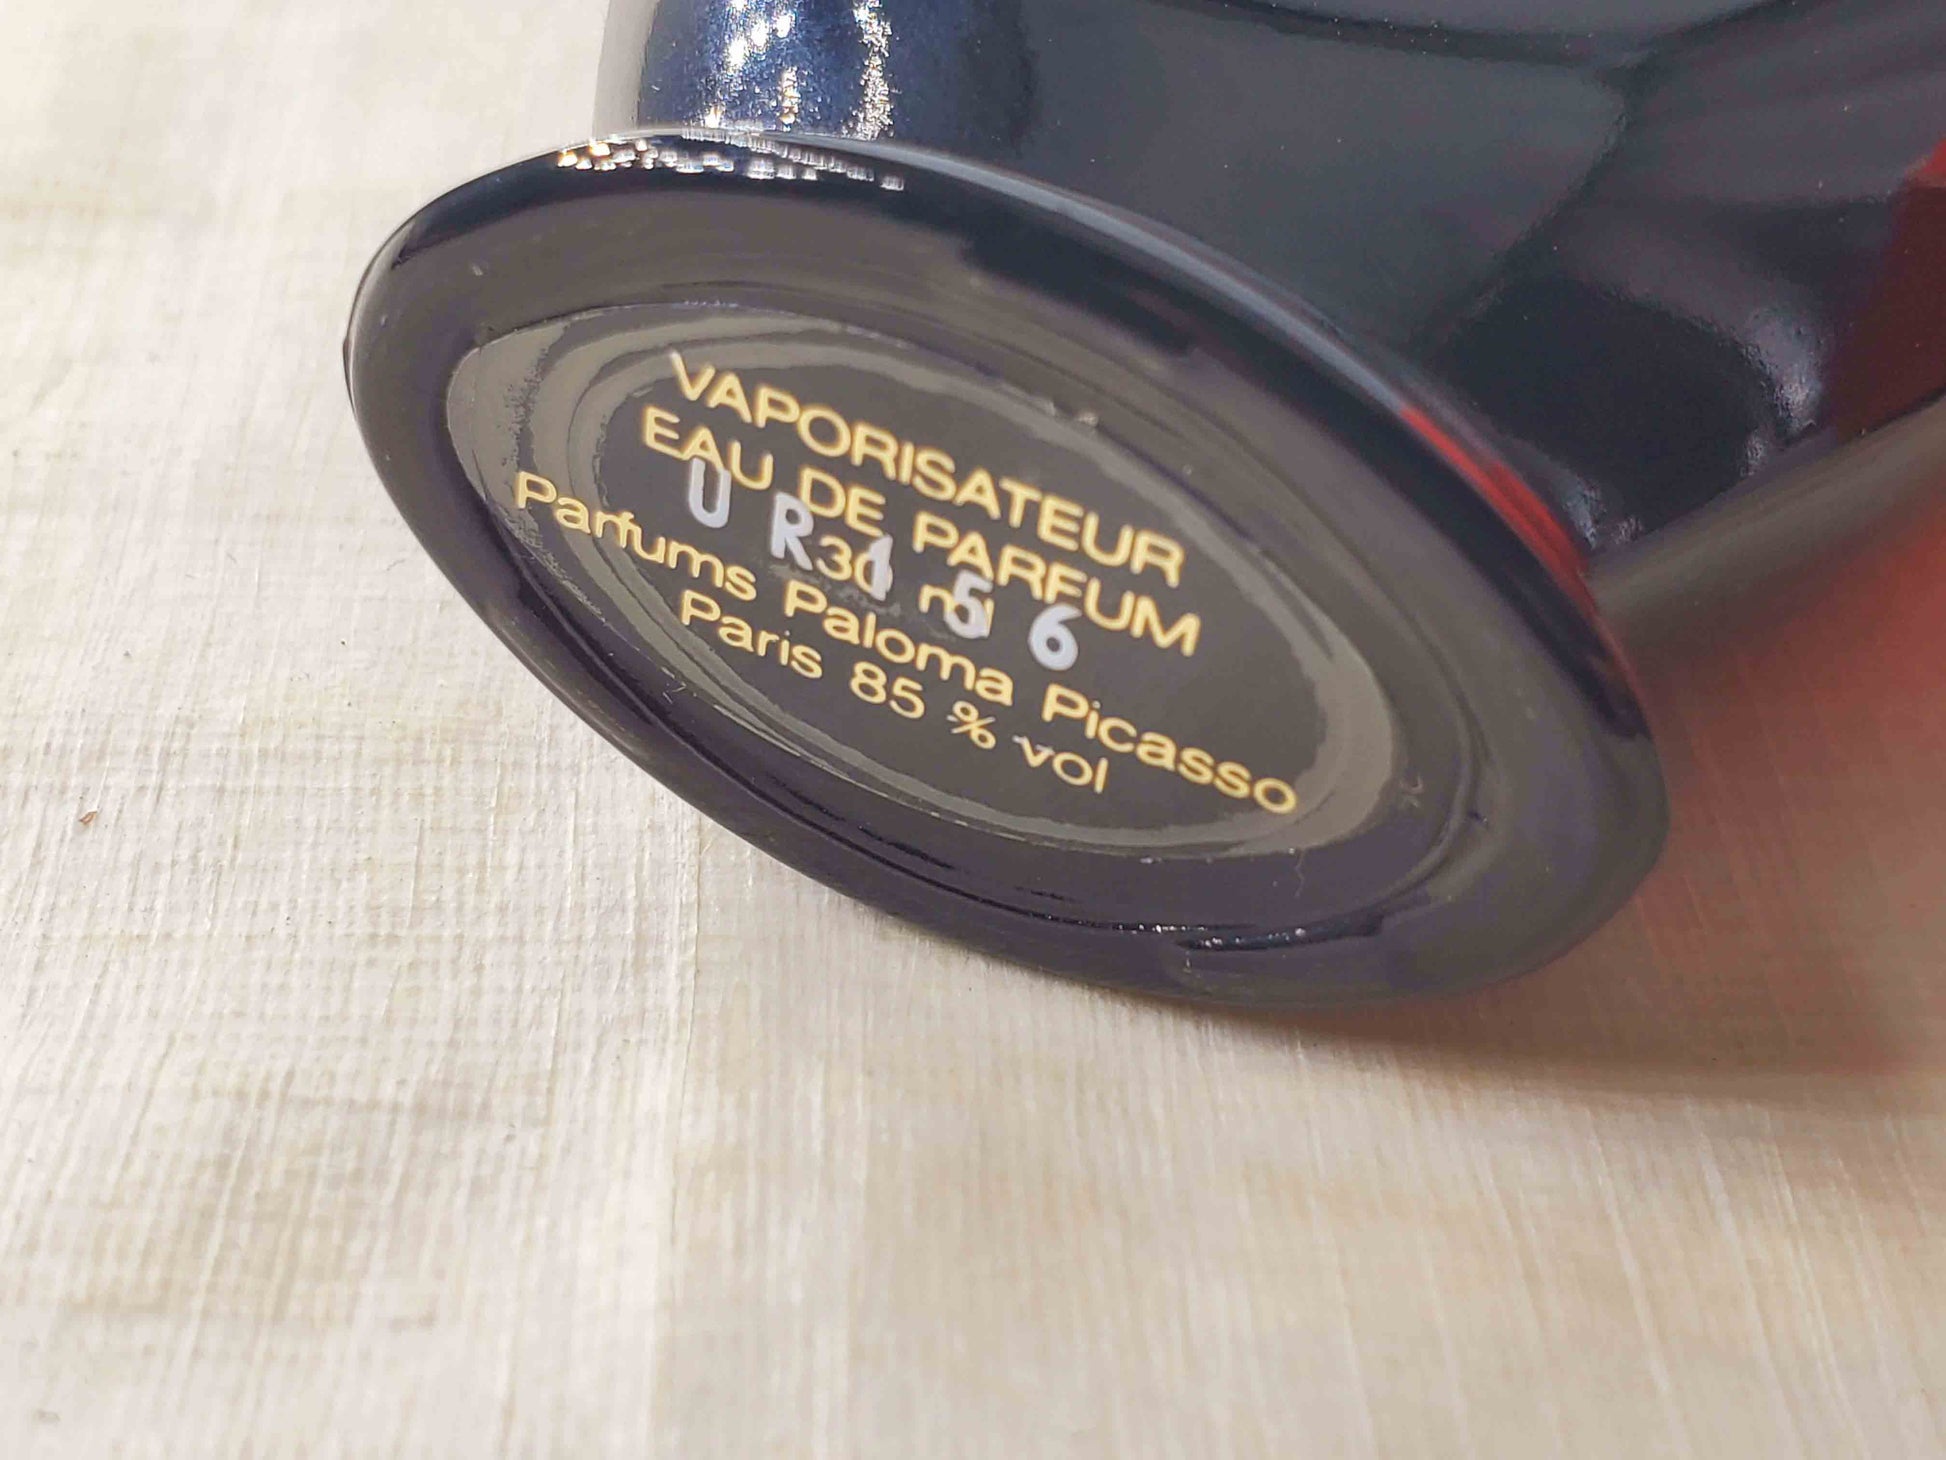 VAPORISATEUR
EAU DE PARFUM
UR156
30 ml
Parfums Paloma Picasso
Paris 85 % vol